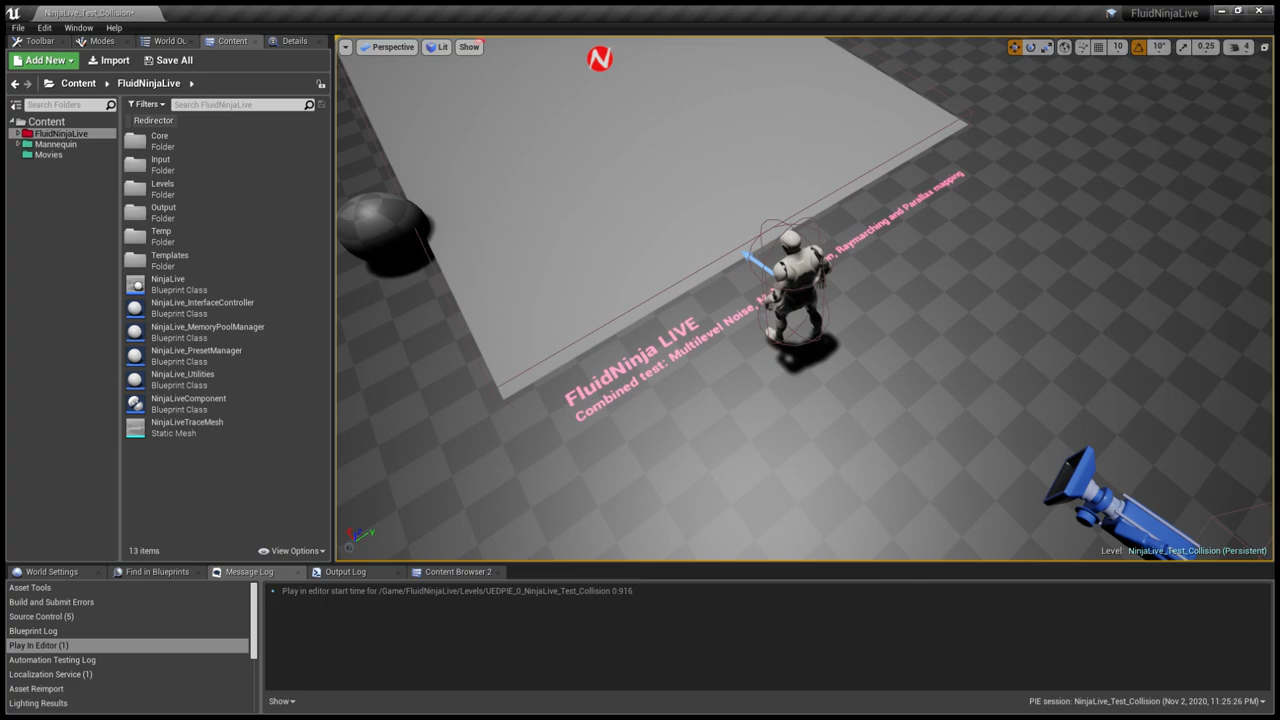 NinjaLive_Test_Collision*
FluidNinjaLive
File Edit Window Help
Toolbar Modes World Ou Content Details
Add New Import Save All
Content FluidNinjaLive
Search Folders
Filters Search FluidNinjaLive
Redirector
Content
FluidNinjaLive
Mannequin
Movies
Core
Folder
Input
Folder
Levels
Folder
Output
Folder
Temp
Folder
Templates
Folder
NinjaLive
Blueprint Class
NinjaLive_InterfaceController
Blueprint Class
NinjaLive_MemoryPoolManager
Blueprint Class
NinjaLive_PresetManager
Blueprint Class
NinjaLive_Utilities
Blueprint Class
NinjaLiveComponent
Blueprint Class
NinjaLiveTraceMesh
Static Mesh
13 items View Options
Perspective Lit Show
10 10° 0.25 4
N
FluidNinja LIVE
Combined test: Multilevel Noise, Raymarching and Parallax mapping
Y
Level: NinjaLive_Test_Collision (Persistent)
World Settings Find in Blueprints Message Log Output Log Content Browser 2
Asset Tools
Build and Submit Errors
Source Control (5)
Blueprint Log
Play In Editor (1)
Automation Testing Log
Localization Service (1)
Asset Reimport
Lighting Results
Play in editor start time for /Game/FluidNinjaLive/Levels/UEDPIE_0_NinjaLive_Test_Collision 0.916
Show
PIE session: NinjaLive_Test_Collision (Nov 2, 2020, 11:25:26 PM)